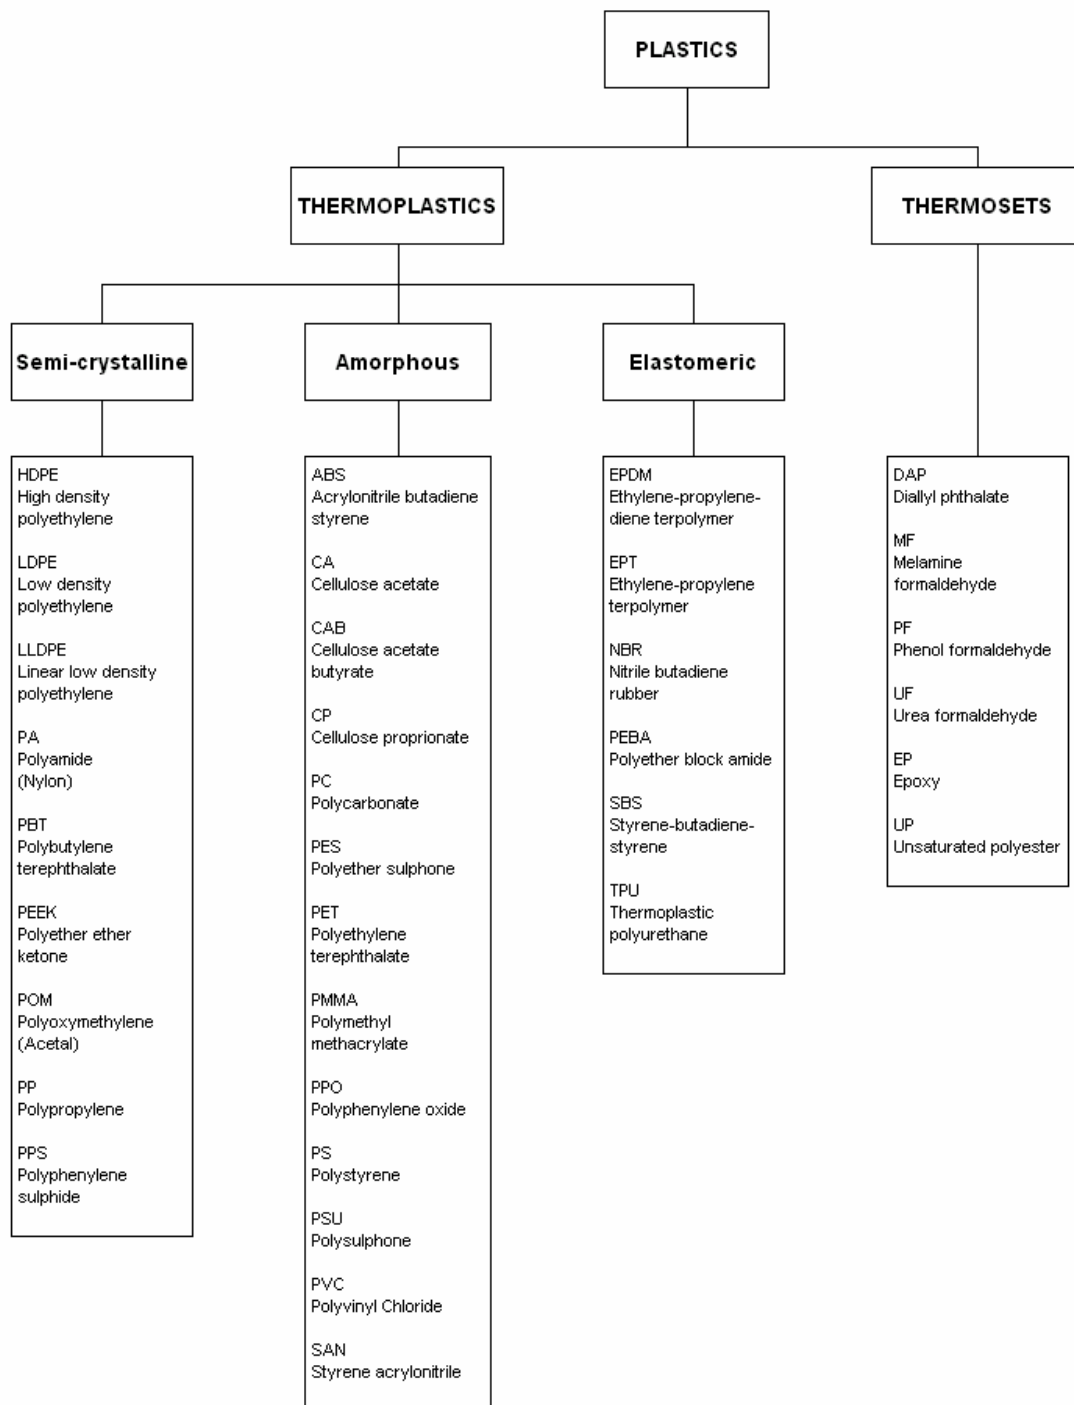 PLASTICS
THERMOPLASTICS
THERMOSETS
Semi-crystalline
Amorphous
Elastomeric
HDPE
High density
polyethylene
LDPE
Low density
polyethylene
LLDPE
Linear low density
polyethylene
PA
Polyamide
(Nylon)
PBT
Polybutylene
terephthalate
PEEK
Polyether ether
ketone
POM
Polyoxymethylene
(Acetal)
PP
Polypropylene
PPS
Polyphenylene
sulphide
ABS
Acrylonitrile butadiene
styrene
CA
Cellulose acetate
CAB
Cellulose acetate
butyrate
CP
Cellulose proprionate
PC
Polycarbonate
PES
Polyether sulphone
PET
Polyethylene
terephthalate
PMMA
Polymethyl
methacrylate
PPO
Polyphenylene oxide
PS
Polystyrene
PSU
Polysulphone
PVC
Polyvinyl Chloride
SAN
Styrene acrylonitrile
EPDM
Ethylene-propylene-
diene terpolymer
EPT
Ethylene-propylene
terpolymer
NBR
Nitrile butadiene
rubber
PEBA
Polyether block amide
SBS
Styrene-butadiene-
styrene
TPU
Thermoplastic
polyurethane
DAP
Diallyl phthalate
MF
Melamine
formaldehyde
PF
Phenol formaldehyde
UF
Urea formaldehyde
EP
Epoxy
UP
Unsaturated polyester